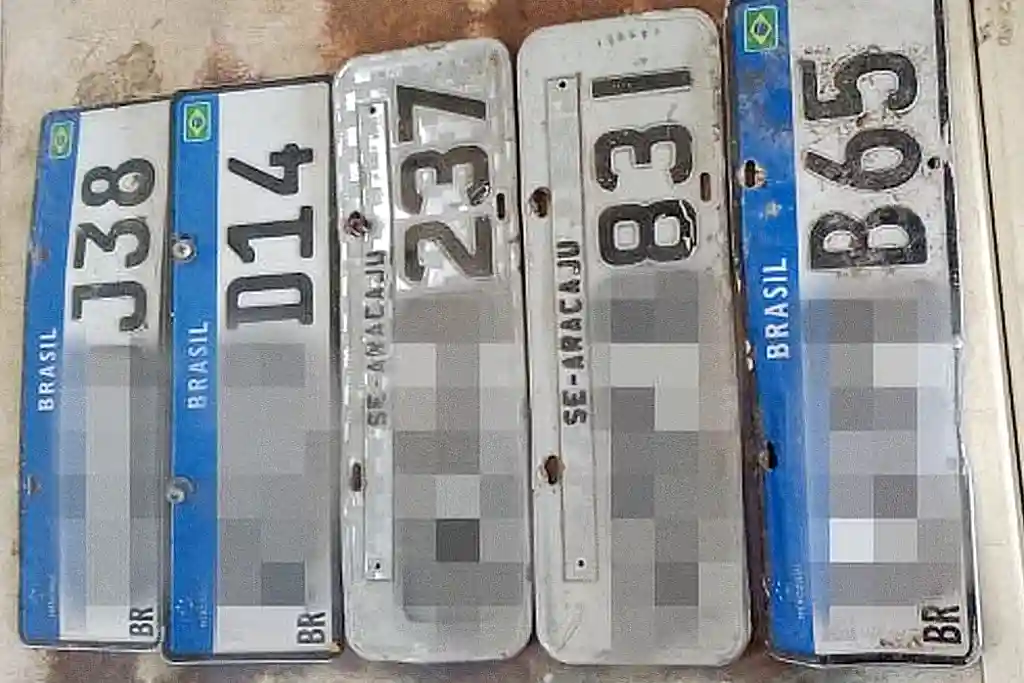 BRASIL
J38
BR
BRASIL
D14
BR
SE-ARACAJU
237
SE-ARACAJU
831
BRASIL
B65
BR